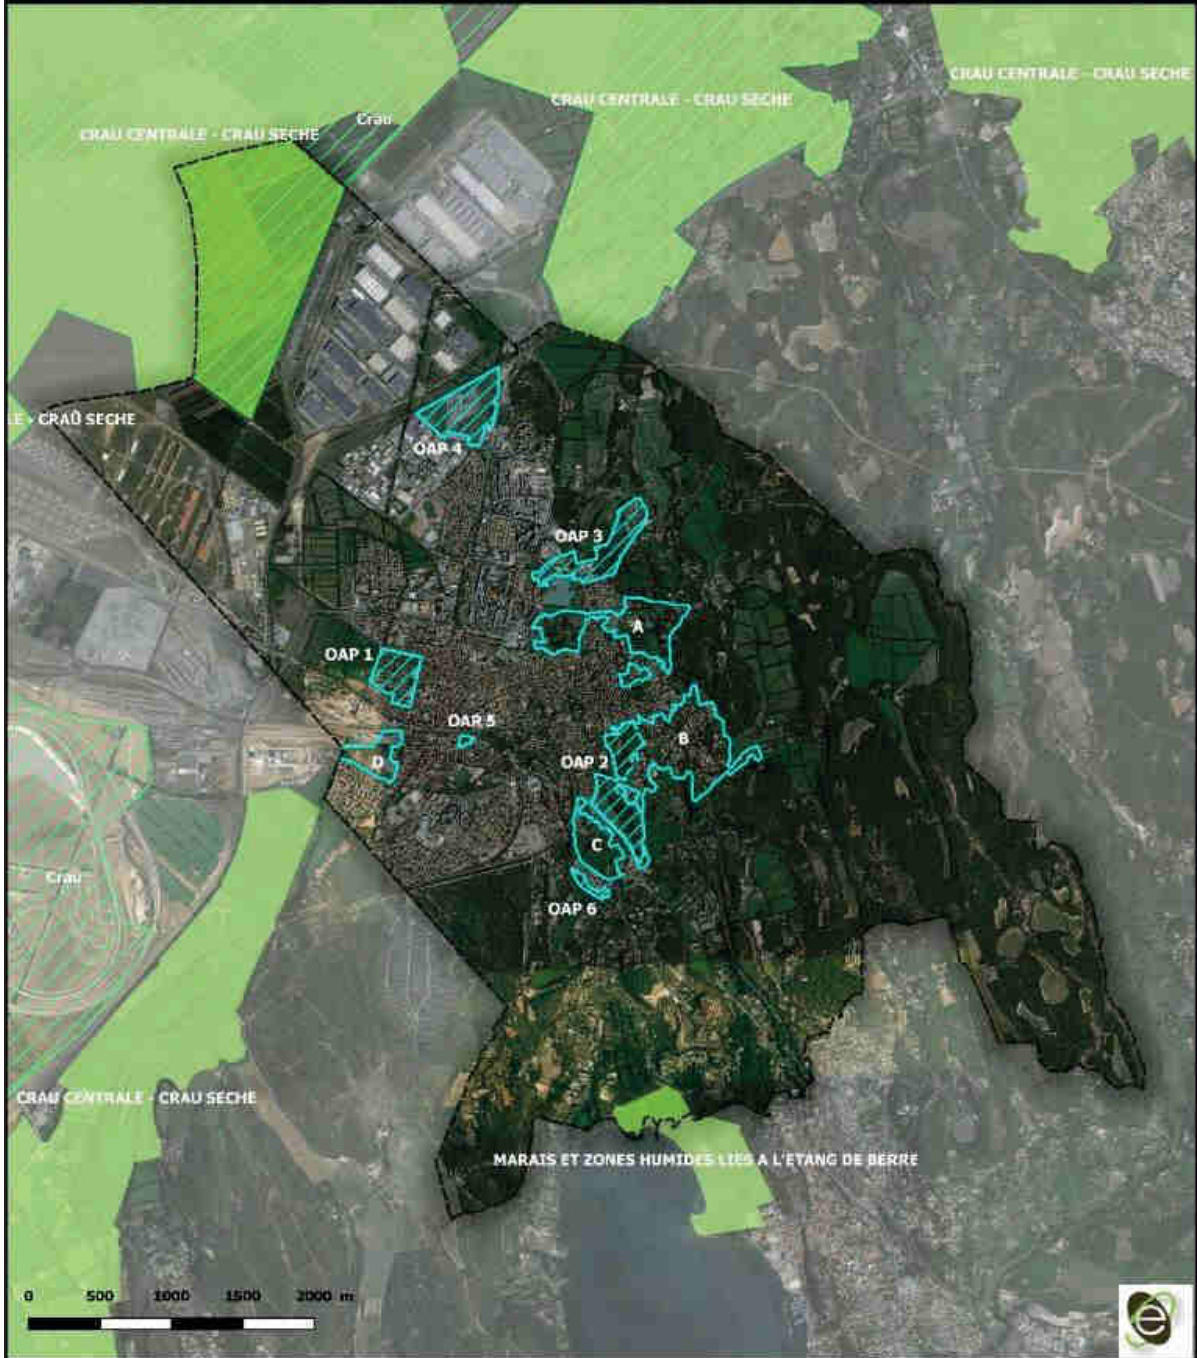 CRAU CENTRALE - CRAU SECHE
CRAU CENTRALE - CRAU SECHE
Crau
CRAU CENTRALE - CRAU SECHE
LE - CRAU SECHE
OAP 4
OAP 3
A
OAP 1
OAP 5
B
D
OAP 2
C
Crau
OAP 6
CRAU CENTRALE - CRAU SECHE
MARAIS ET ZONES HUMIDES LIES A L'ETANG DE BERRE
0 500 1000 1500 2000 m
e